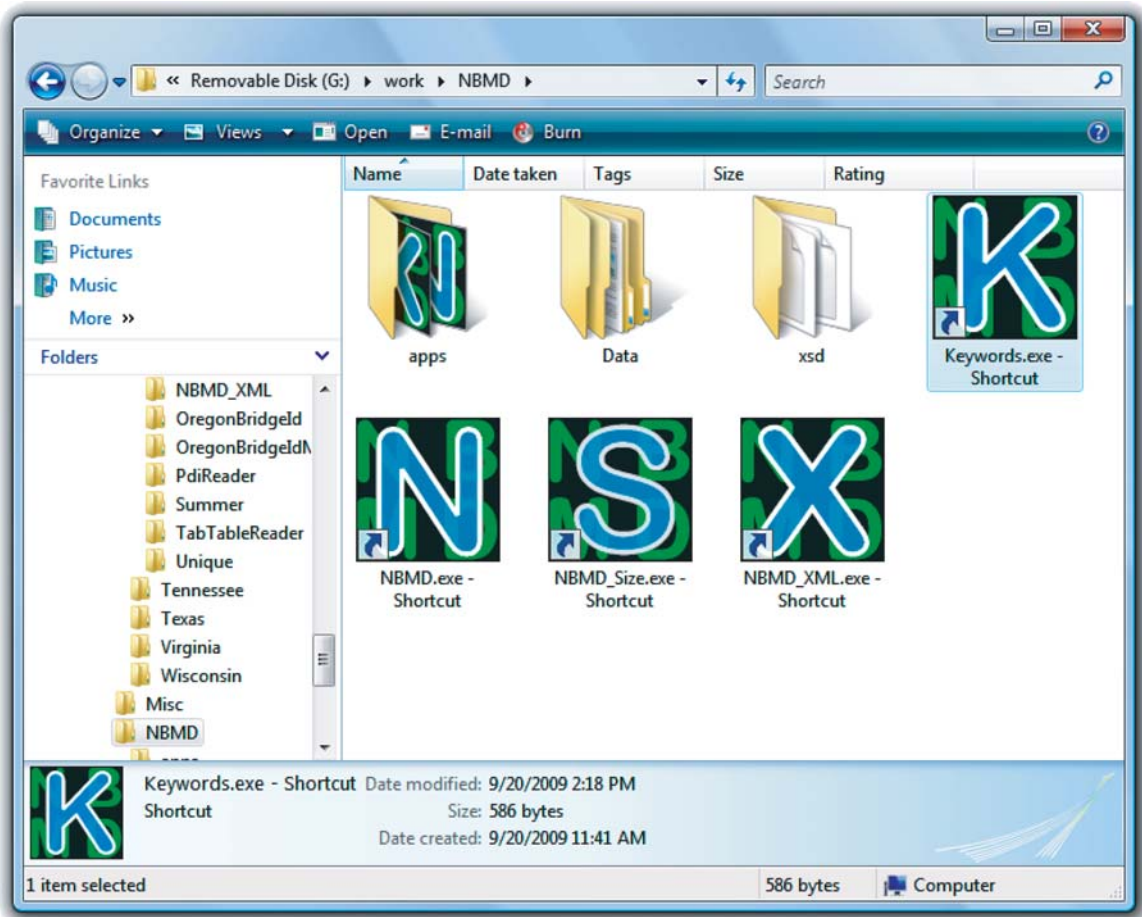 « Removable Disk (G:) ▸ work ▸ NBMD ▸ Search
Organize Views Open E-mail Burn
Favorite Links
Documents
Pictures
Music
More »
Folders
NBMD_XML
OregonBridgeId
OregonBridgeIdM
PdiReader
Summer
TabTableReader
Unique
Tennessee
Texas
Virginia
Wisconsin
Misc
NBMD
Name Date taken Tags Size Rating
apps
Data
xsd
K
Keywords.exe -
Shortcut
N
NBMD.exe -
Shortcut
S
NBMD_Size.exe -
Shortcut
X
NBMD_XML.exe -
Shortcut
K
Keywords.exe - Shortcut Date modified: 9/20/2009 2:18 PM
Shortcut Size: 586 bytes
Date created: 9/20/2009 11:41 AM
1 item selected 586 bytes Computer